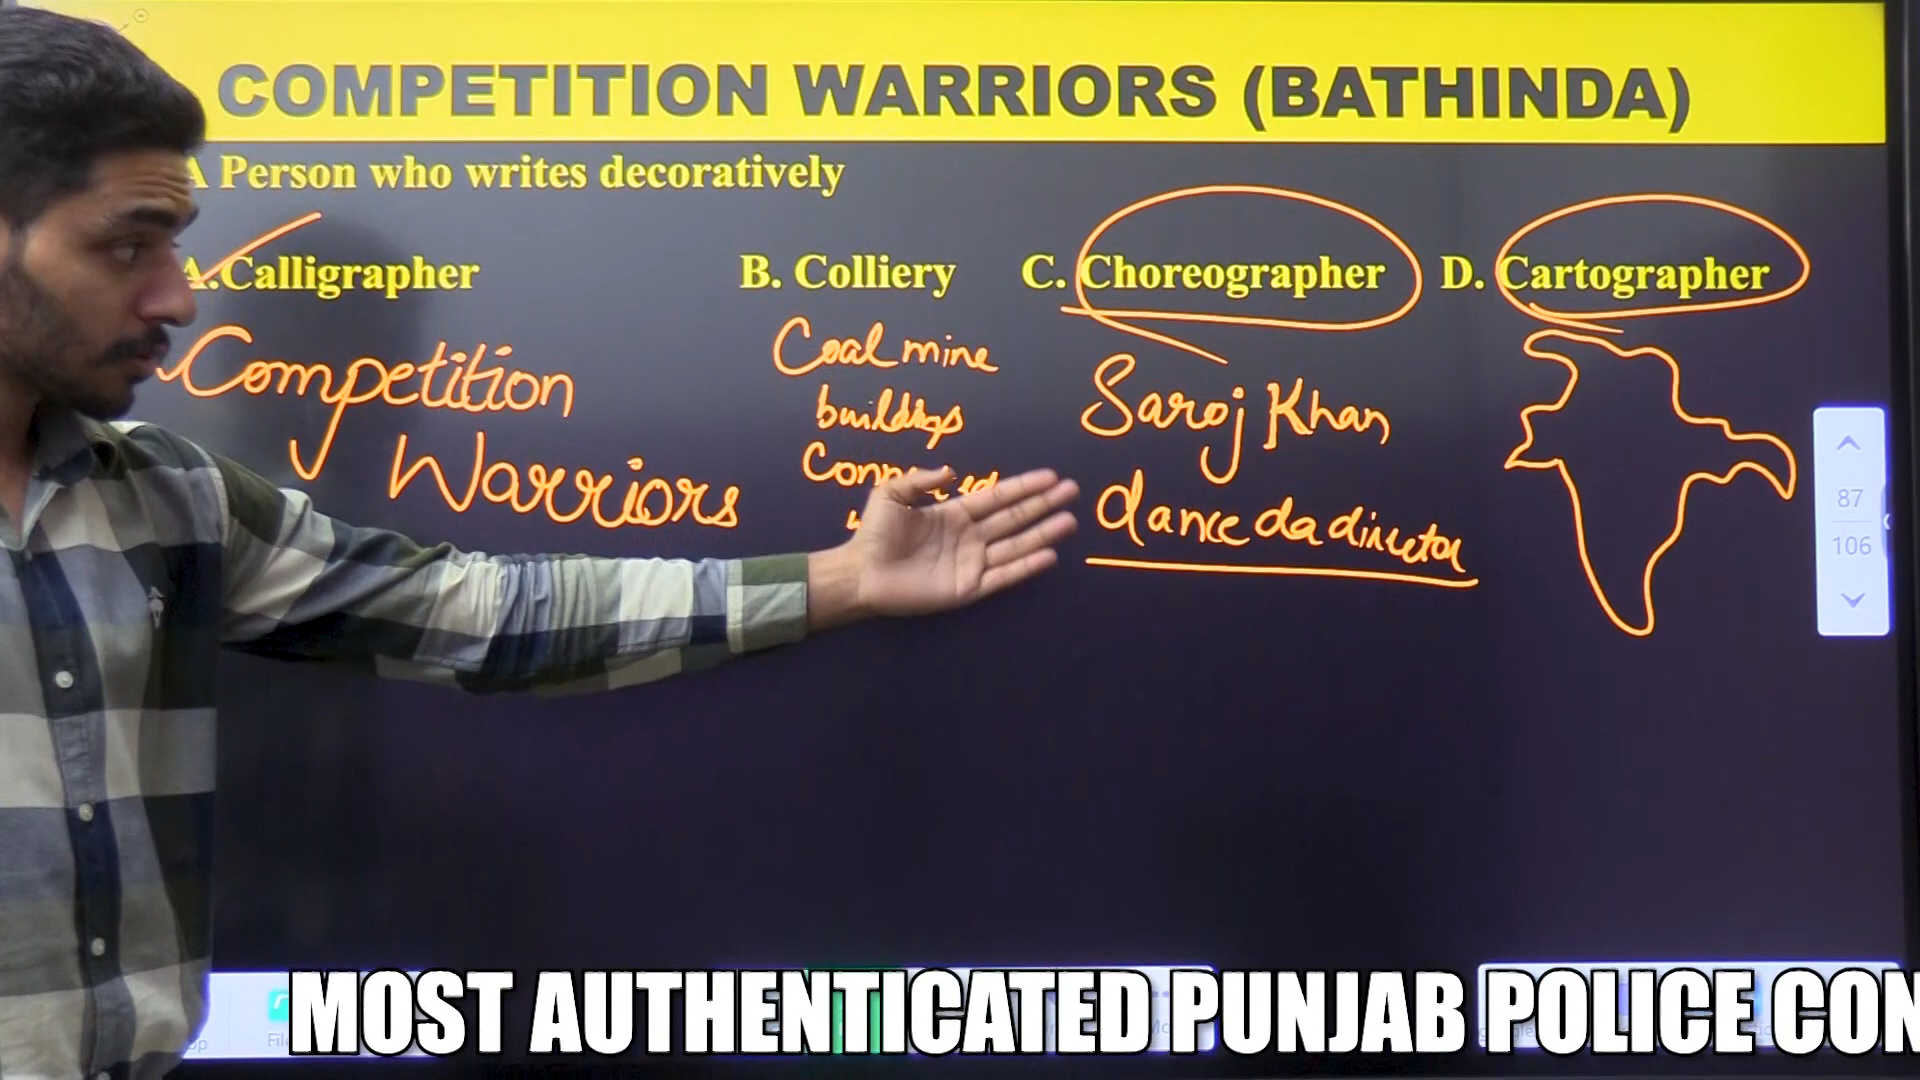 COMPETITION WARRIORS (BATHINDA)
A Person who writes decoratively
A. Calligrapher B. Colliery C. Choreographer D. Cartographer
Competition
Warriors
Coal mine
buildings
Saroj Khan
dance da director
87
106
MOST AUTHENTICATED PUNJAB POLICE CON